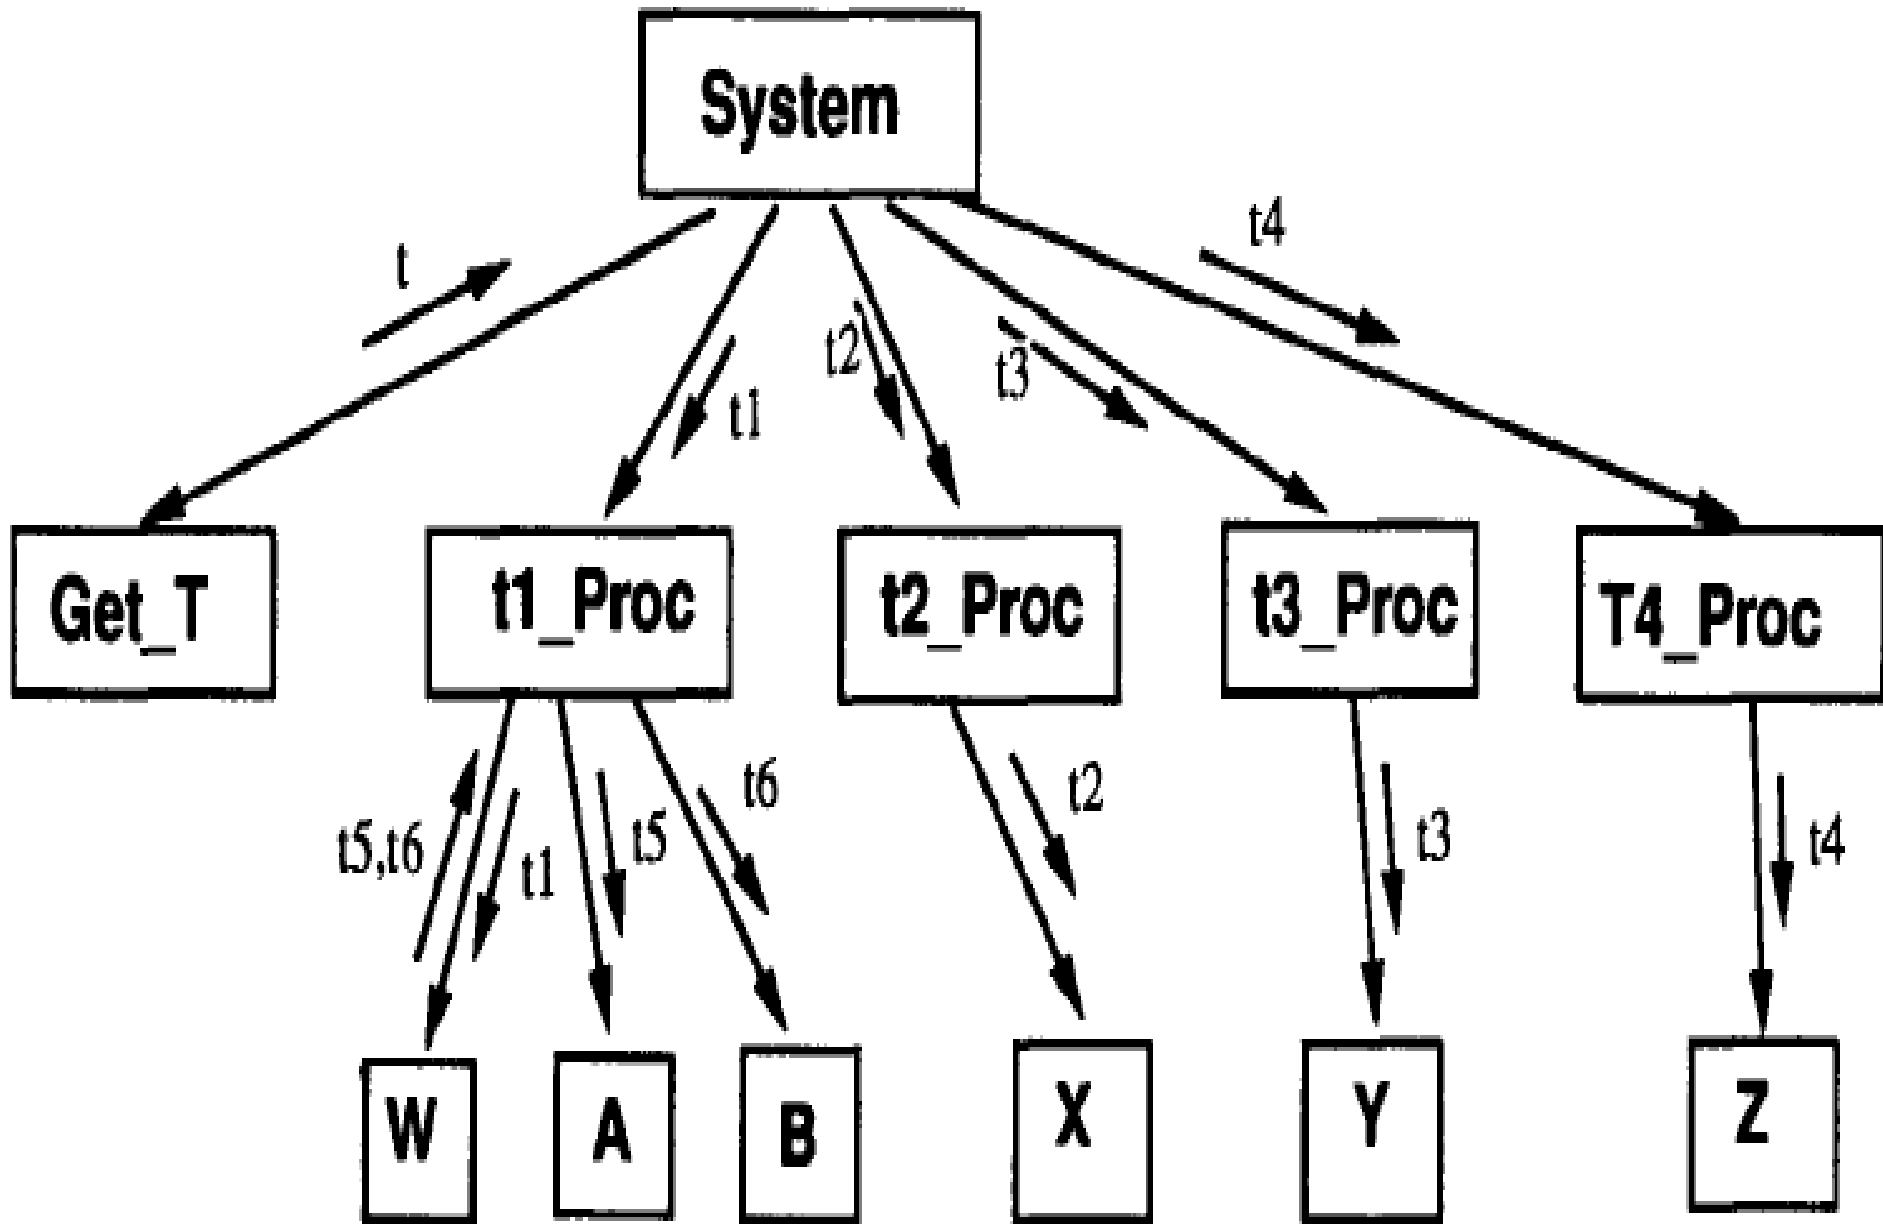 System
t
t4
t2
t3
t1
Get_T
t1_Proc
t2_Proc
t3_Proc
T4_Proc
t5,t6
t1
t5
t6
t2
t3
t4
W
A
B
X
Y
Z